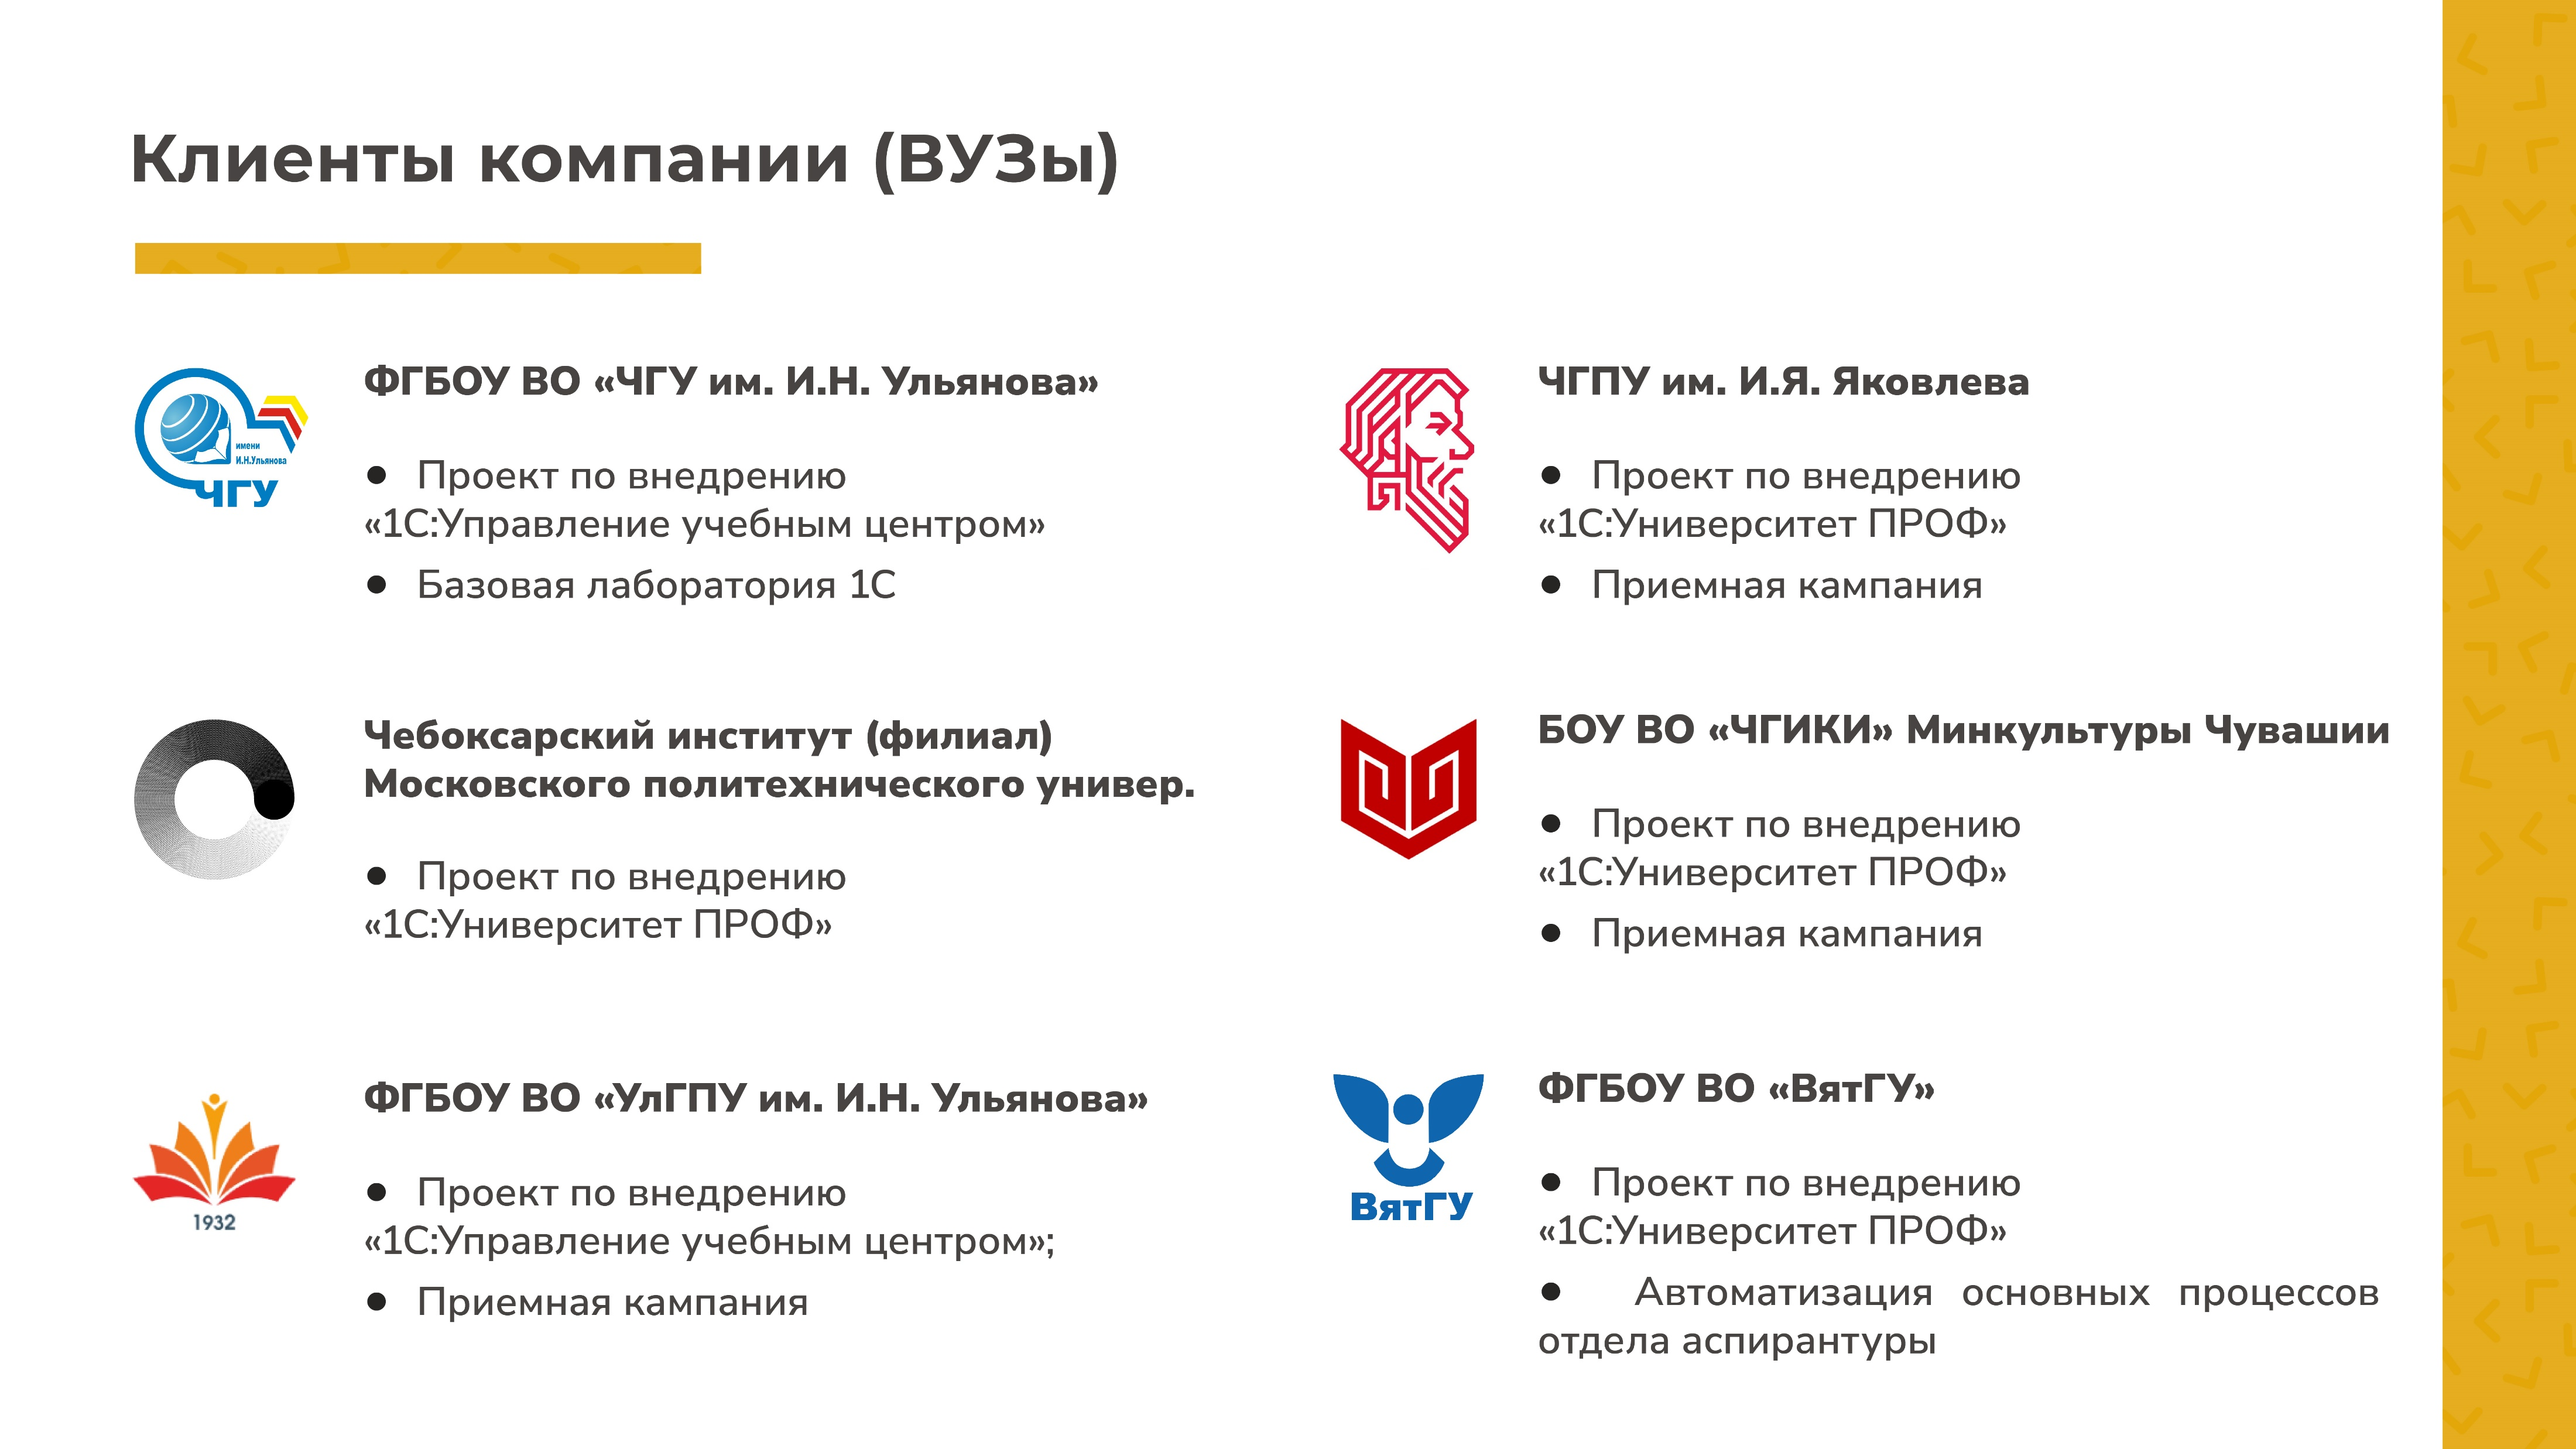 Клиенты компании (ВУЗы)
имени
И.Н.Ульянова
ЧГУ
ФГБОУ ВО «ЧГУ им. И.Н. Ульянова»
● Проект по внедрению
«1С:Управление учебным центром»
● Базовая лаборатория 1С
ЧГПУ им. И.Я. Яковлева
● Проект по внедрению
«1С:Университет ПРОФ»
● Приемная кампания
Чебоксарский институт (филиал)
Московского политехнического универ.
● Проект по внедрению
«1С:Университет ПРОФ»
БОУ ВО «ЧГИКИ» Минкультуры Чувашии
● Проект по внедрению
«1С:Университет ПРОФ»
● Приемная кампания
1932
ФГБОУ ВО «УлГПУ им. И.Н. Ульянова»
● Проект по внедрению
«1С:Управление учебным центром»;
● Приемная кампания
ВятГУ
ФГБОУ ВО «ВятГУ»
● Проект по внедрению
«1С:Университет ПРОФ»
● Автоматизация основных процессов
отдела аспирантуры